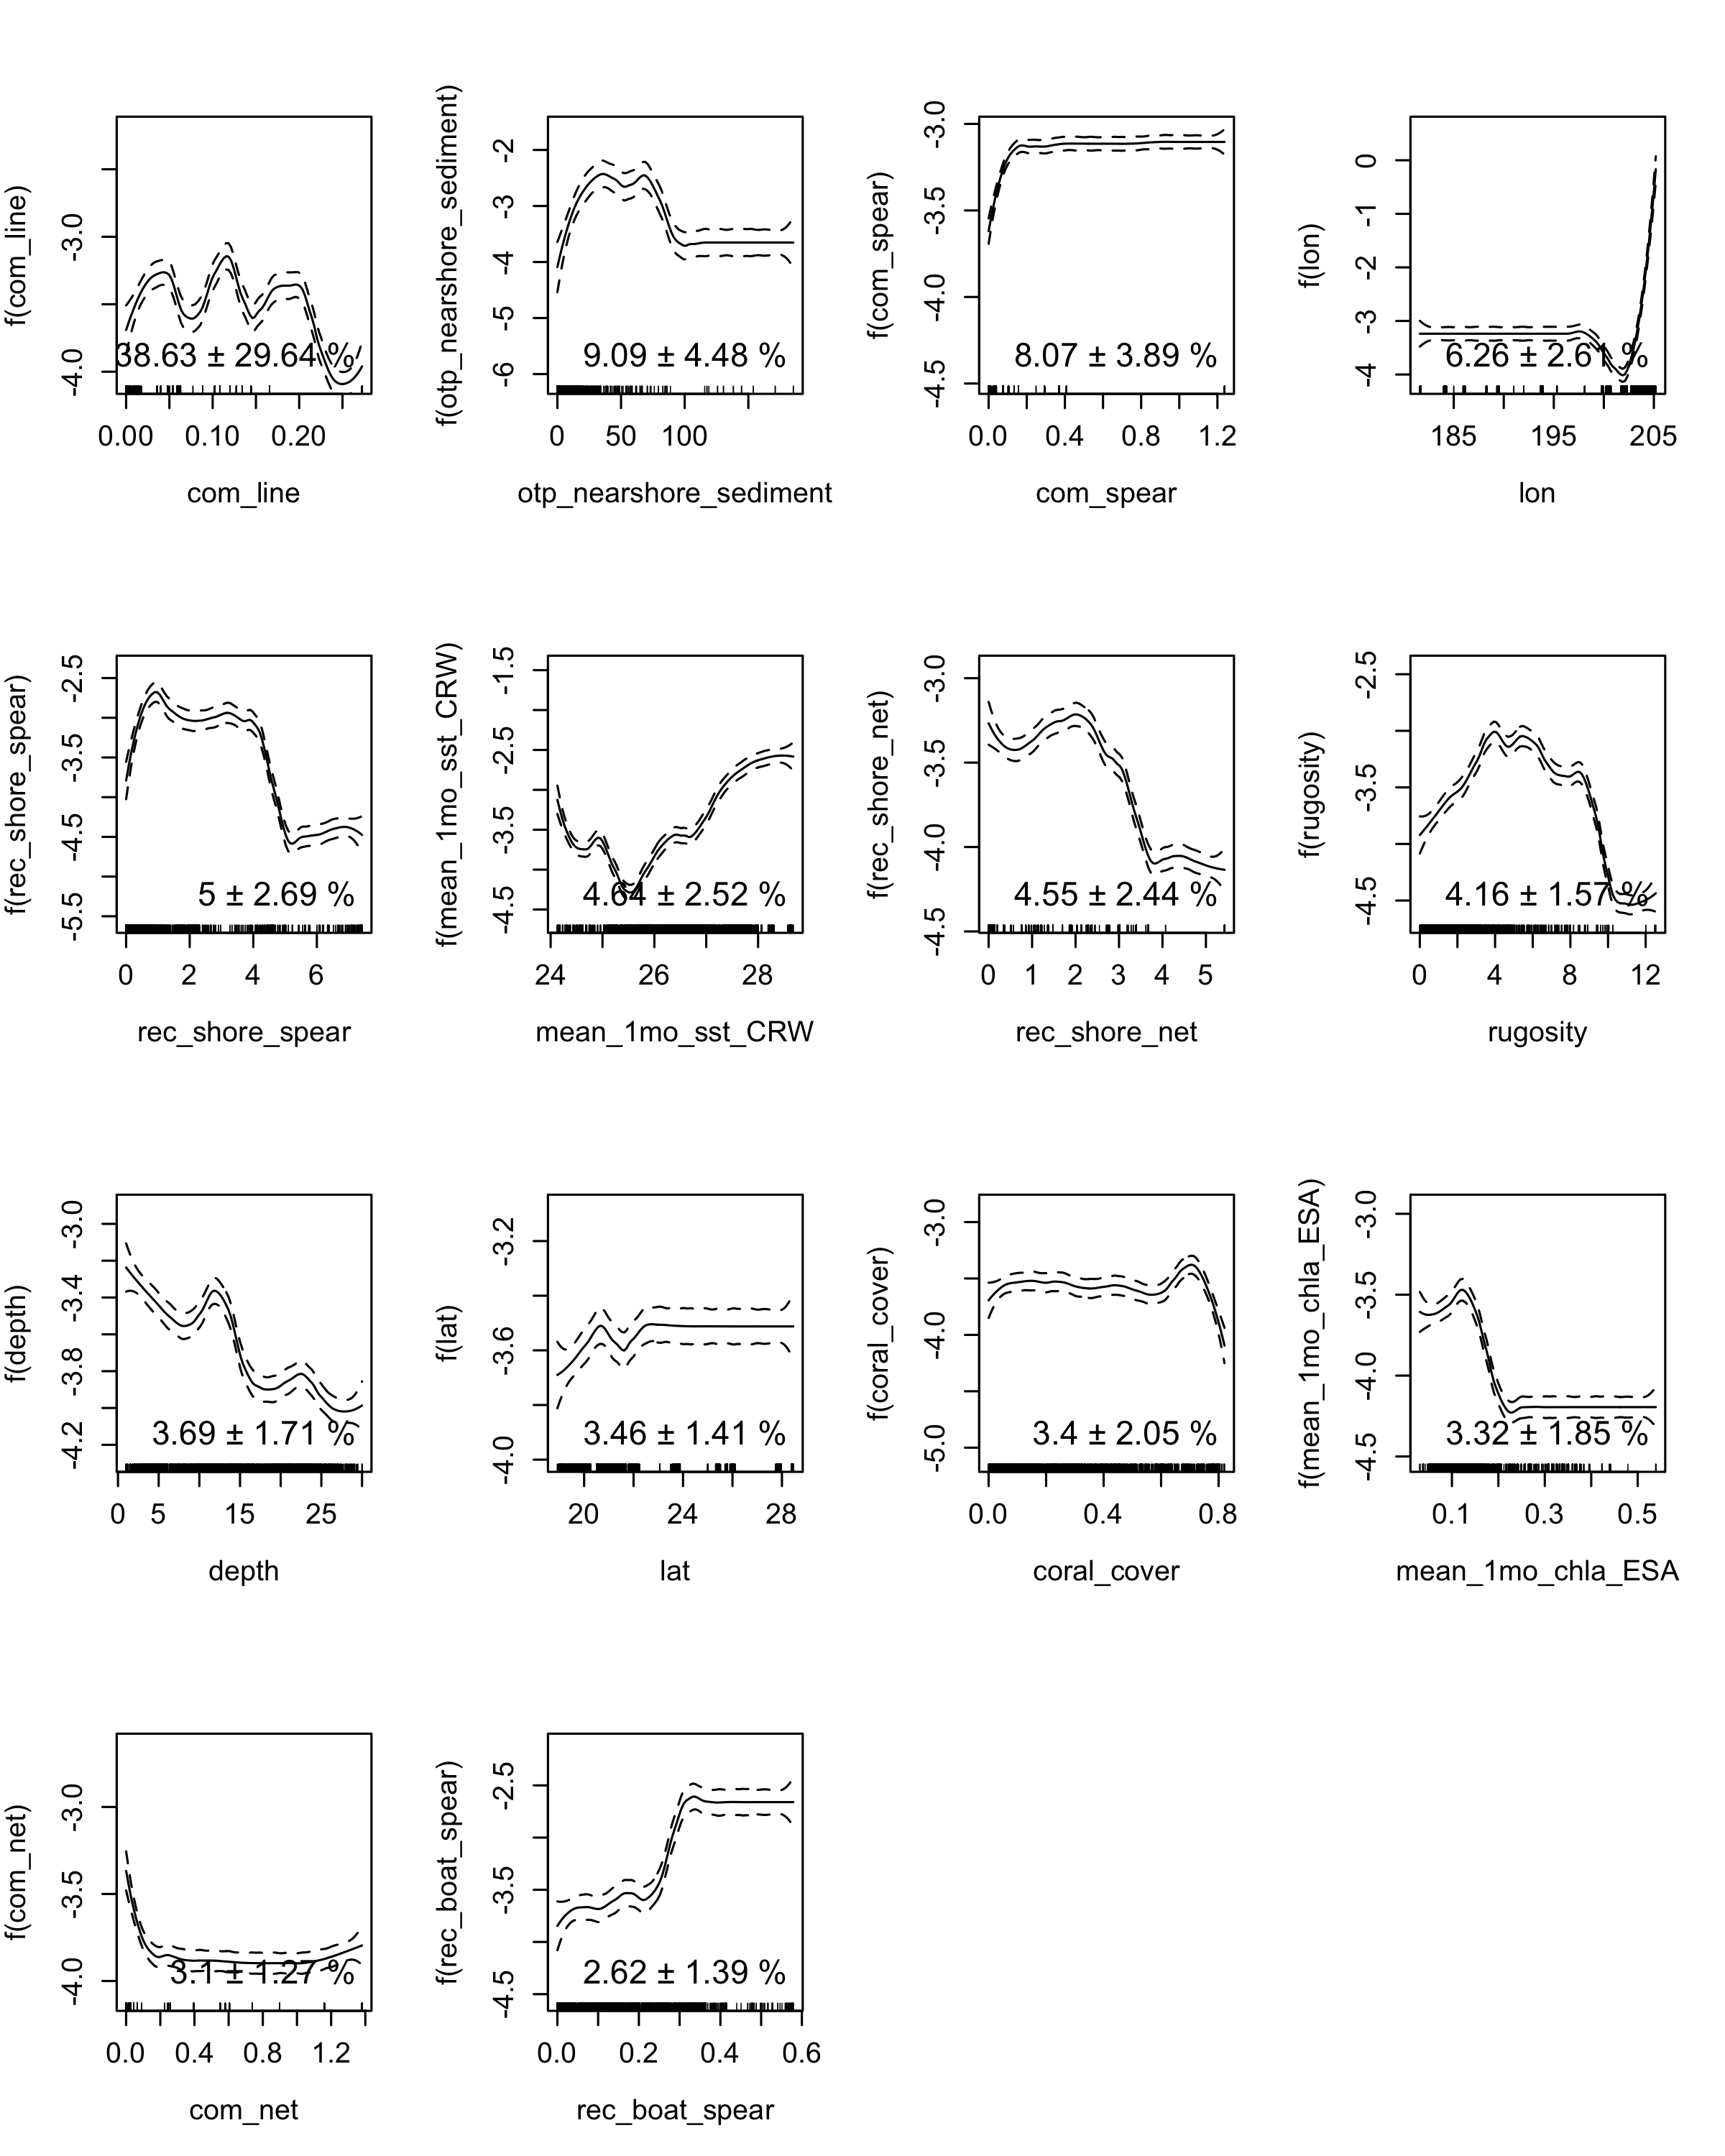 f(com_line)
-3.0
-4.0
38.63 ± 29.64 %
0.00 0.10 0.20
com_line
f(otp_nearshore_sediment)
-2
-3
-4
-5
-6
9.09 ± 4.48 %
0 50 100
otp_nearshore_sediment
f(com_spear)
-3.0
-3.5
-4.0
-4.5
8.07 ± 3.89 %
0.0 0.4 0.8 1.2
com_spear
f(lon)
0
-1
-2
-3
-4
6.26 ± 2.6 %
185 195 205
lon
f(rec_shore_spear)
-2.5
-3.5
-4.5
-5.5
5 ± 2.69 %
0 2 4 6
rec_shore_spear
f(mean_1mo_sst_CRW)
-1.5
-2.5
-3.5
-4.5
4.64 ± 2.52 %
24 26 28
mean_1mo_sst_CRW
f(rec_shore_net)
-3.0
-3.5
-4.0
-4.5
4.55 ± 2.44 %
0 1 2 3 4 5
rec_shore_net
f(rugosity)
-2.5
-3.5
-4.5
4.16 ± 1.57 %
0 4 8 12
rugosity
f(depth)
-3.0
-3.4
-3.8
-4.2
3.69 ± 1.71 %
0 5 15 25
depth
f(lat)
-3.2
-3.6
-4.0
3.46 ± 1.41 %
20 24 28
lat
f(coral_cover)
-3.0
-4.0
-5.0
3.4 ± 2.05 %
0.0 0.4 0.8
coral_cover
f(mean_1mo_chla_ESA)
-3.0
-3.5
-4.0
-4.5
3.32 ± 1.85 %
0.1 0.3 0.5
mean_1mo_chla_ESA
f(com_net)
-3.0
-3.5
-4.0
3.1 ± 1.27 %
0.0 0.4 0.8 1.2
com_net
f(rec_boat_spear)
-2.5
-3.5
-4.5
2.62 ± 1.39 %
0.0 0.2 0.4 0.6
rec_boat_spear